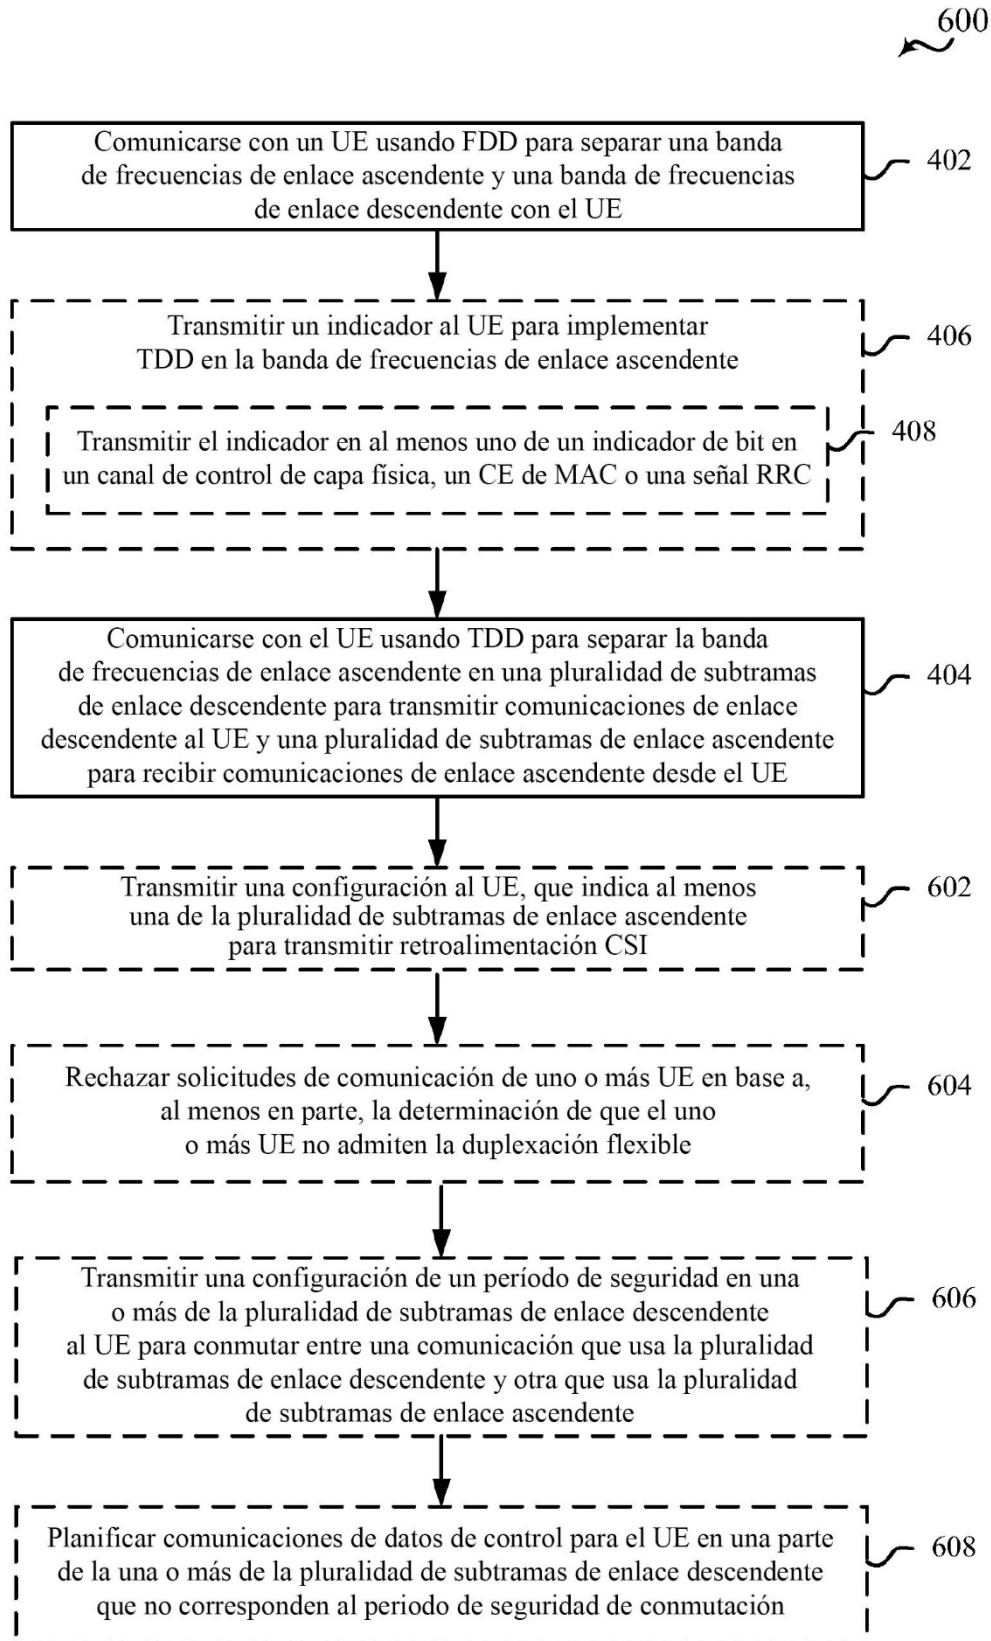 600
Comunicarse con un UE usando FDD para separar una banda
de frecuencias de enlace ascendente y una banda de frecuencias
de enlace descendente con el UE
402
Transmitir un indicador al UE para implementar
TDD en la banda de frecuencias de enlace ascendente
406
Transmitir el indicador en al menos uno de un indicador de bit en
un canal de control de capa física, un CE de MAC o una señal RRC
408
Comunicarse con el UE usando TDD para separar la banda
de frecuencias de enlace ascendente en una pluralidad de subtramas
de enlace descendente para transmitir comunicaciones de enlace
descendente al UE y una pluralidad de subtramas de enlace ascendente
para recibir comunicaciones de enlace ascendente desde el UE
404
Transmitir una configuración al UE, que indica al menos
una de la pluralidad de subtramas de enlace ascendente
para transmitir retroalimentación CSI
602
Rechazar solicitudes de comunicación de uno o más UE en base a,
al menos en parte, la determinación de que el uno
o más UE no admiten la duplexación flexible
604
Transmitir una configuración de un período de seguridad en una
o más de la pluralidad de subtramas de enlace descendente
al UE para conmutar entre una comunicación que usa la pluralidad
de subtramas de enlace descendente y otra que usa la pluralidad
de subtramas de enlace ascendente
606
Planificar comunicaciones de datos de control para el UE en una parte
de la una o más de la pluralidad de subtramas de enlace descendente
que no corresponden al periodo de seguridad de conmutación
608